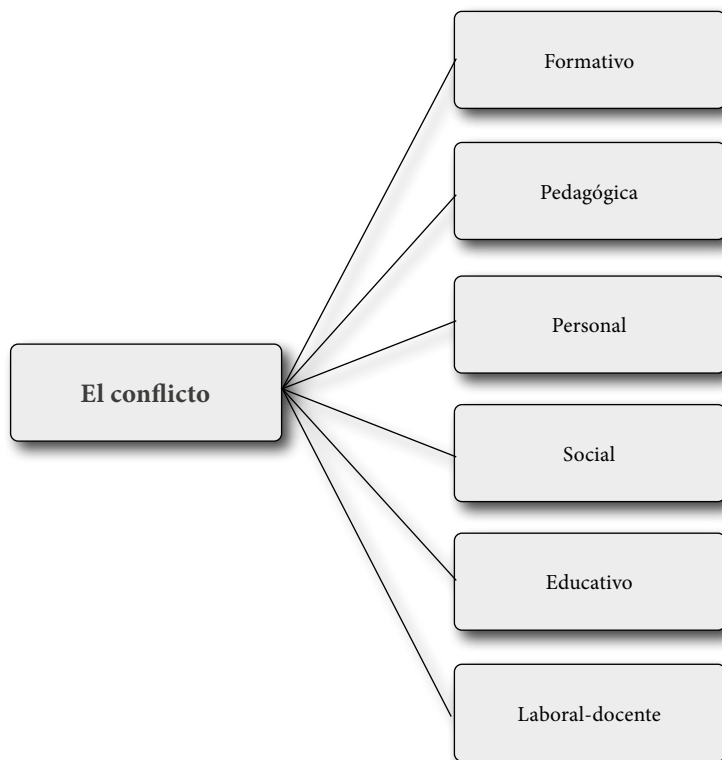 Formativo
Pedagógica
Personal
El conflicto
Social
Educativo
Laboral-docente